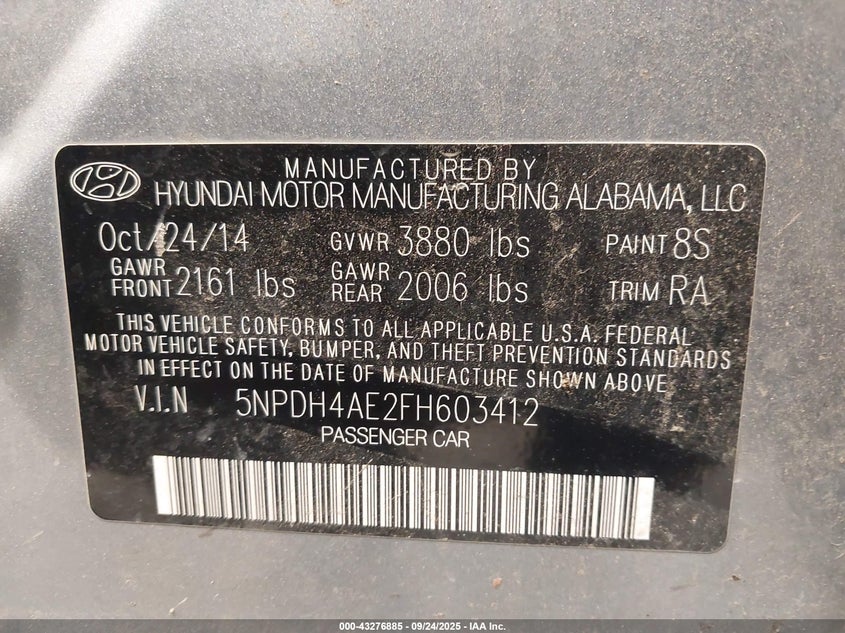 MANUFACTURED BY
HYUNDAI MOTOR MANUFACTURING ALABAMA, LLC
Oct/24/14 GVWR 3880 lbs PAINT 8S
GAWR FRONT 2161 lbs GAWR REAR 2006 lbs TRIM RA
THIS VEHICLE CONFORMS TO ALL APPLICABLE U.S.A. FEDERAL
MOTOR VEHICLE SAFETY, BUMPER, AND THEFT PREVENTION STANDARDS
IN EFFECT ON THE DATE OF MANUFACTURE SHOWN ABOVE
V.I.N 5NPDH4AE2FH603412
PASSENGER CAR
000-43276885 - 09/24/2025 - IAA Inc.